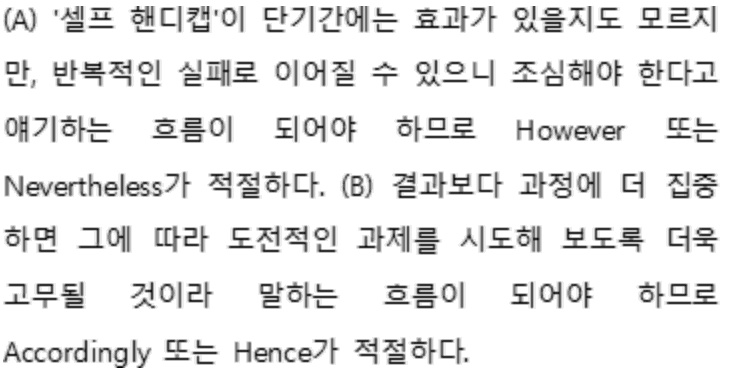 (A) '셀프 핸디캡'이 단기간에는 효과가 있을지도 모르지
만, 반복적인 실패로 이어질 수 있으니 조심해야 한다고
얘기하는 흐름이 되어야 하므로 However 또는
Nevertheless가 적절하다. (B) 결과보다 과정에 더 집중
하면 그에 따라 도전적인 과제를 시도해 보도록 더욱
고무될 것이라 말하는 흐름이 되어야 하므로
Accordingly 또는 Hence가 적절하다.